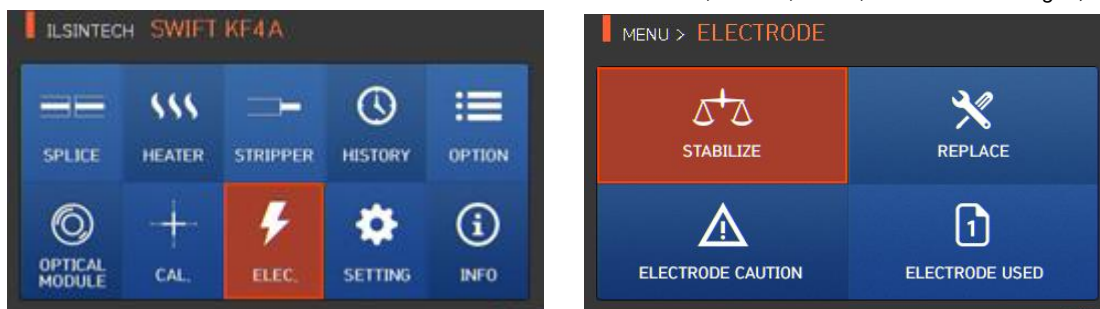 ILSINTECH SWIFT KF4A
SPLICE HEATER STRIPPER HISTORY OPTION
OPTICAL
MODULE CAL. ELEC. SETTING INFO
MENU > ELECTRODE
STABILIZE REPLACE
1
ELECTRODE CAUTION ELECTRODE USED